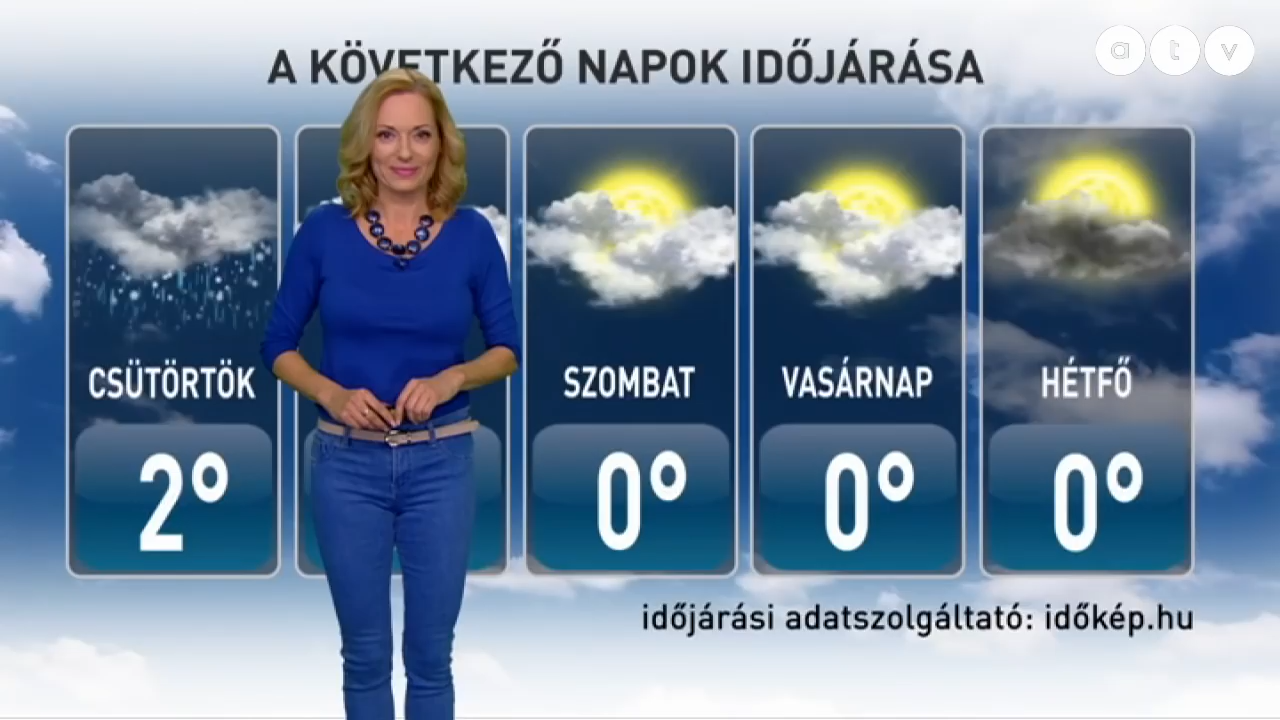 A KÖVETKEZŐ NAPOK IDŐJÁRÁSA
atv
CSÜTÖRTÖK
SZOMBAT
VASÁRNAP
HÉTFŐ
2°
0°
0°
0°
időjárási adatszolgáltató: időkép.hu